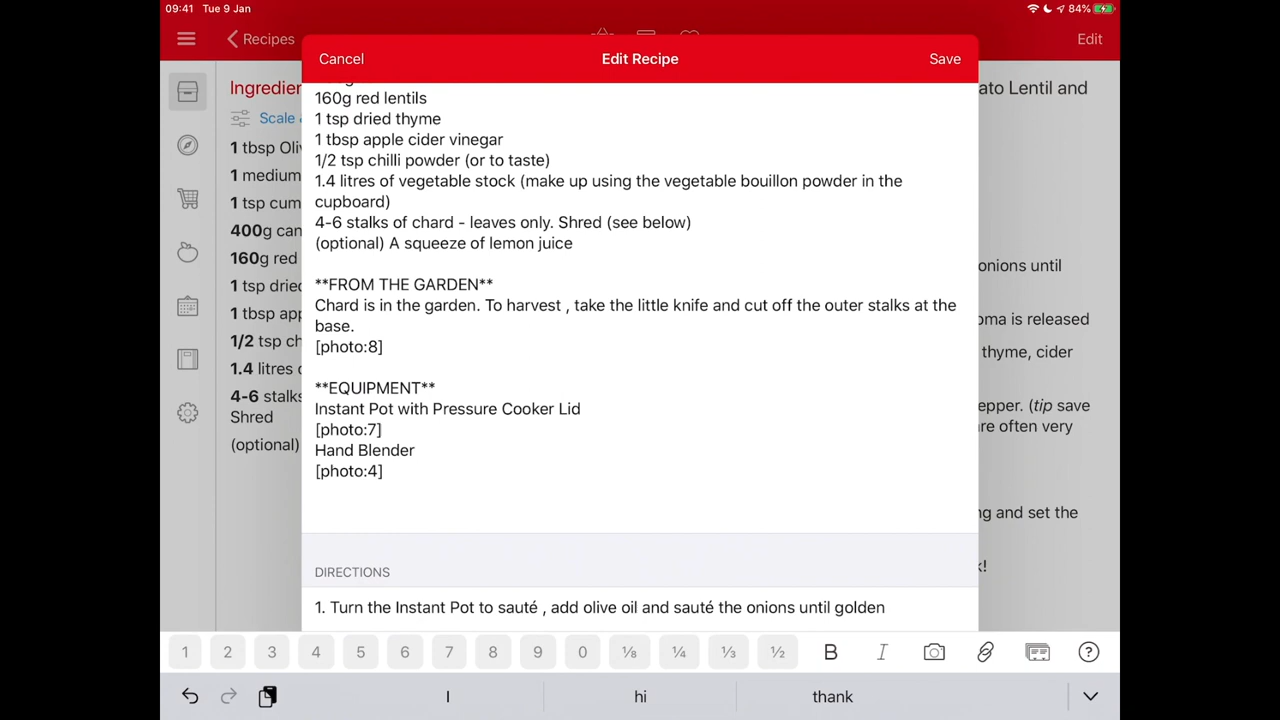 09:41 Tue 9 Jan 84%
Recipes Edit
Cancel Edit Recipe Save
Ingredien ato Lentil and
Scale
160g red lentils
1 tsp dried thyme
1 tbsp Oli 1 tbsp apple cider vinegar
1/2 tsp chilli powder (or to taste)
1 medium 1.4 litres of vegetable stock (make up using the vegetable bouillon powder in the
1 tsp cum cupboard)
400g can 4-6 stalks of chard - leaves only. Shred (see below)
(optional) A squeeze of lemon juice
160g red onions until
1 tsp dried **FROM THE GARDEN**
1 tbsp app Chard is in the garden. To harvest , take the little knife and cut off the outer stalks at the
base. oma is released
1/2 tsp ch [photo:8] thyme, cider
1.4 litres
4-6 stalks **EQUIPMENT** epper. (tip save
Shred Instant Pot with Pressure Cooker Lid
[photo:7] re often very
(optional) Hand Blender
[photo:4]
ng and set the
DIRECTIONS k!
1. Turn the Instant Pot to sauté , add olive oil and sauté the onions until golden
1 2 3 4 5 6 7 8 9 0 ⅛ ¼ ⅓ ½ B I ?
I hi thank